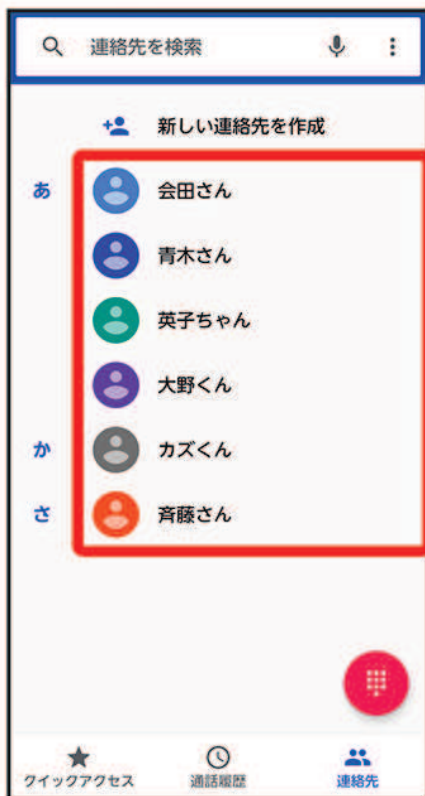 連絡先を検索
新しい連絡先を作成
あ 会田さん
青木さん
英子ちゃん
大野くん
か カズくん
さ 斉藤さん
クイックアクセス 通話履歴 連絡先